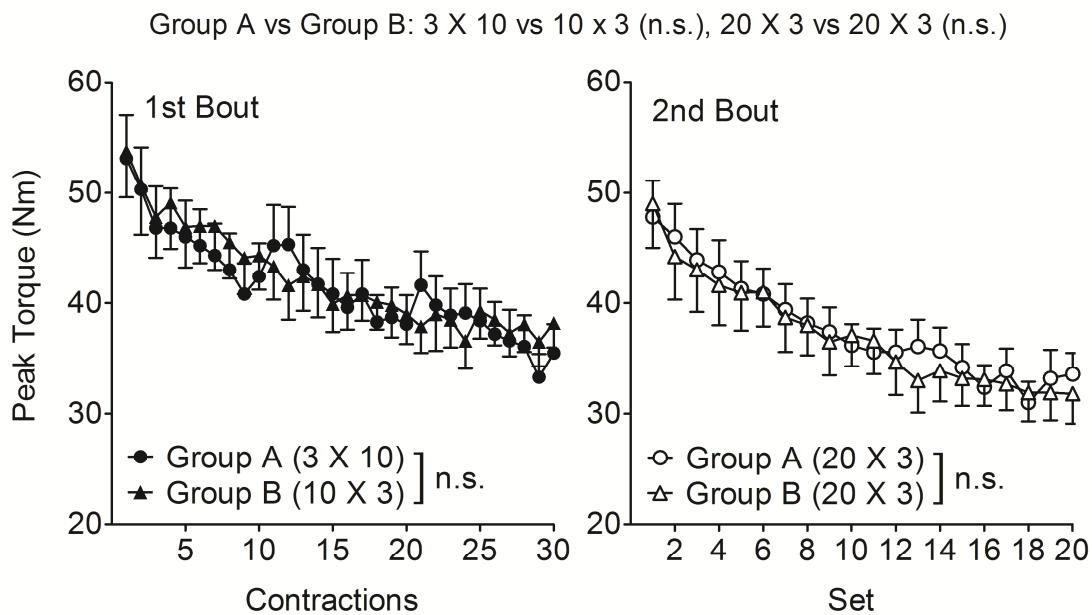 Group A vs Group B: 3 X 10 vs 10 x 3 (n.s.), 20 X 3 vs 20 X 3 (n.s.)
Peak Torque (Nm)
60
50
40
30
20
1st Bout
Group A (3 X 10)
Group B (10 X 3)
n.s.
5 10 15 20 25 30
Contractions
60
50
40
30
20
2nd Bout
Group A (20 X 3)
Group B (20 X 3)
n.s.
2 4 6 8 10 12 14 16 18 20
Set